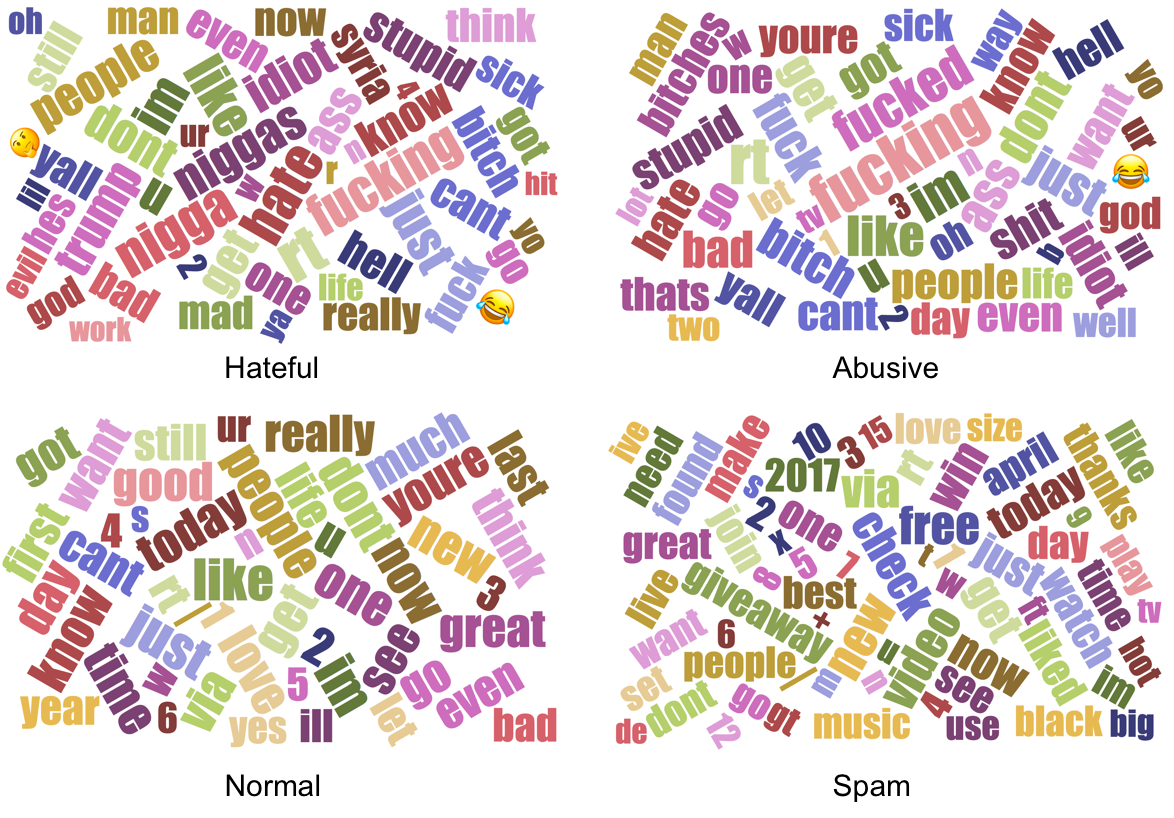 oh
man
even
now
think
still
people
like
idiot
syria
stupid
sick
im
dont
ur
ass
4
know
n
bitch
got
yall
niggas
hate
r
fucking
hit
lil
u
w
cant
hes
trump
nigga
just
yo
evil
2
get
rt
hell
go
god
bad
one
life
fuck
work
mad
ya
really
Hateful
man
bitches
w
youre
sick
way
know
hell
one
get
got
fucked
yo
stupid
rt
fuck
fucking
dont
want
ur
n
lot
hate
go
let
tv
3
im
ass
just
god
bad
bitch
1
like
oh
shit
b
idiot
lil
thats
yall
u
people
life
two
cant
2
day
even
well
Abusive
got
want
still
ur
really
much
last
good
people
life
dont
youre
first
4
s
today
n
u
new
think
cant
like
now
day
rt
/
1
get
one
3
know
just
love
2
see
great
time
w
via
5
im
go
even
year
6
yes
ill
let
bad
Normal
ive
need
found
make
10
3
15
love
size
rt
win
april
thanks
like
s
2017
via
today
2
one
free
9
great
join
x
5
7
check
t
1
day
play
8
best
just
watch
time
tv
live
giveaway
+
w
get
ft
want
6
new
video
liked
hot
people
/
u
now
set
m
n
see
im
de
dont
go
gt
4
12
music
use
black
big
Spam